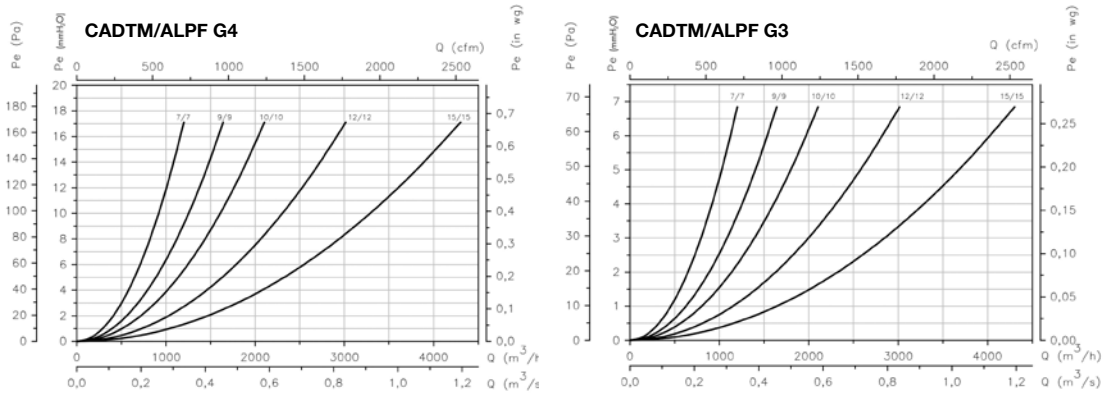 CADTM/ALPF G4
Q (cfm)
0 500 1000 1500 2000 2500
Pe (Pa)
Pe (mmH₂O)
Pe (in wg)
180
160
140
120
100
80
60
40
20
0
20
18
16
14
12
10
8
6
4
2
0
7/7 9/9 10/10 12/12 15/15
0,7
0,6
0,5
0,4
0,3
0,2
0,1
0,0
0 1000 2000 3000 4000
Q (m³/h
0,0 0,2 0,4 0,6 0,8 1,0 1,2
Q (m³/s
CADTM/ALPF G3
Q (cfm)
0 500 1000 1500 2000 2500
Pe (Pa)
Pe (mmH₂O)
Pe (in wg)
70
60
50
40
30
20
10
0
7
6
5
4
3
2
1
0
7/7 9/9 10/10 12/12 15/15
0,25
0,20
0,15
0,10
0,05
0,00
0 1000 2000 3000 4000
Q (m³/h)
0,0 0,2 0,4 0,6 0,8 1,0 1,2
Q (m³/s)